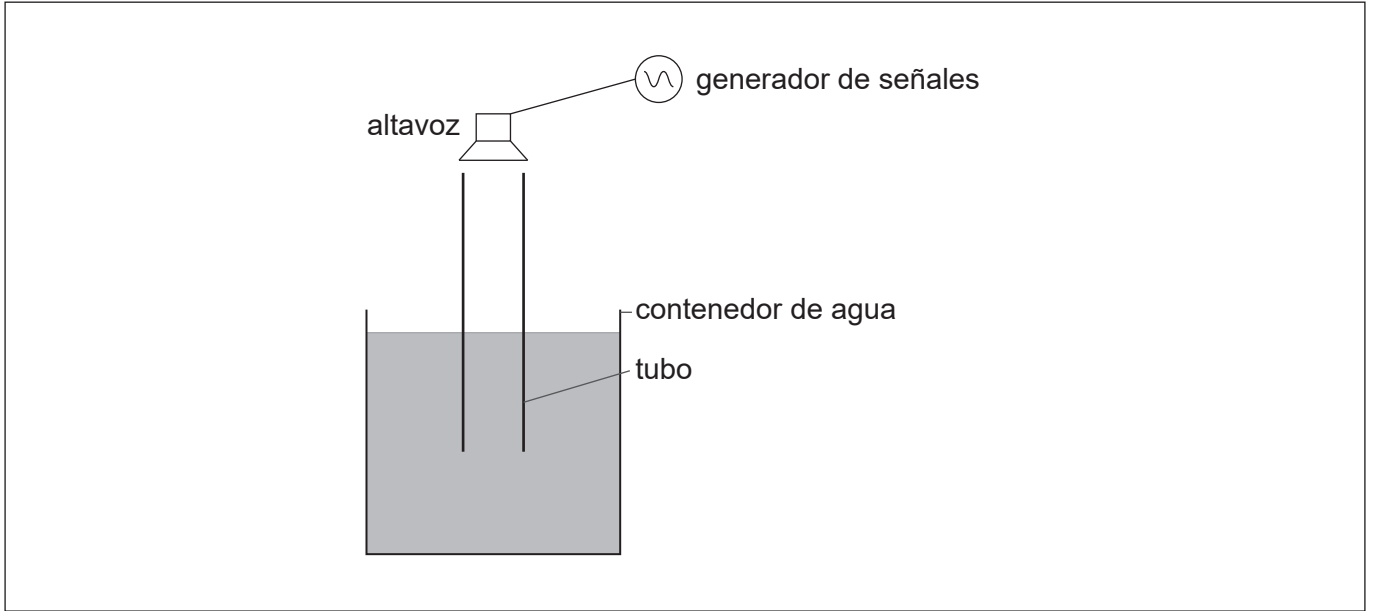 generador de señales
altavoz
contenedor de agua
tubo